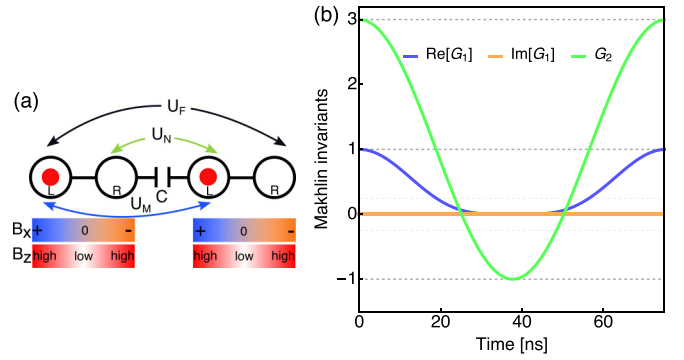 (a)
U_F
U_N
L
R
C
L
R
U_M
B_X + 0 - + 0 -
B_Z high low high high low high
(b)
Makhlin invariants
3
2
1
0
−1
Re[G_1] Im[G_1] G_2
0 20 40 60
Time [ns]